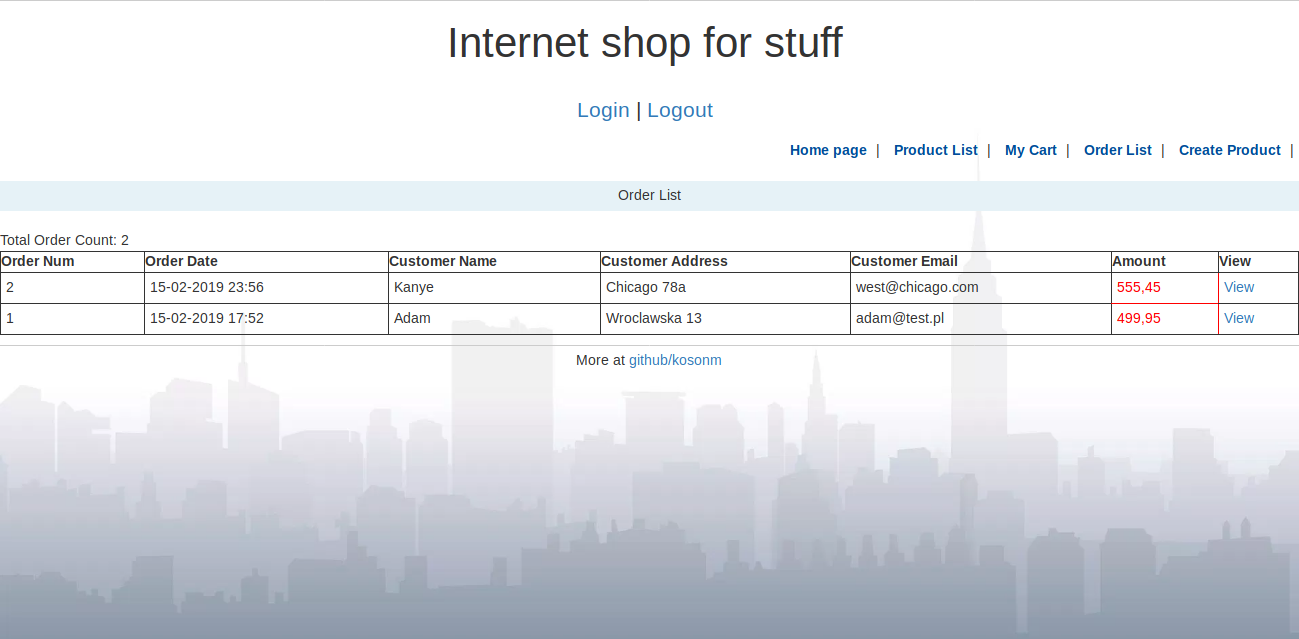 Internet shop for stuff
Login | Logout
Home page | Product List | My Cart | Order List | Create Product |
Order List
Total Order Count: 2
Order Num Order Date Customer Name Customer Address Customer Email Amount View
2 15-02-2019 23:56 Kanye Chicago 78a west@chicago.com 555,45 View
1 15-02-2019 17:52 Adam Wroclawska 13 adam@test.pl 499,95 View
More at github/kosonm